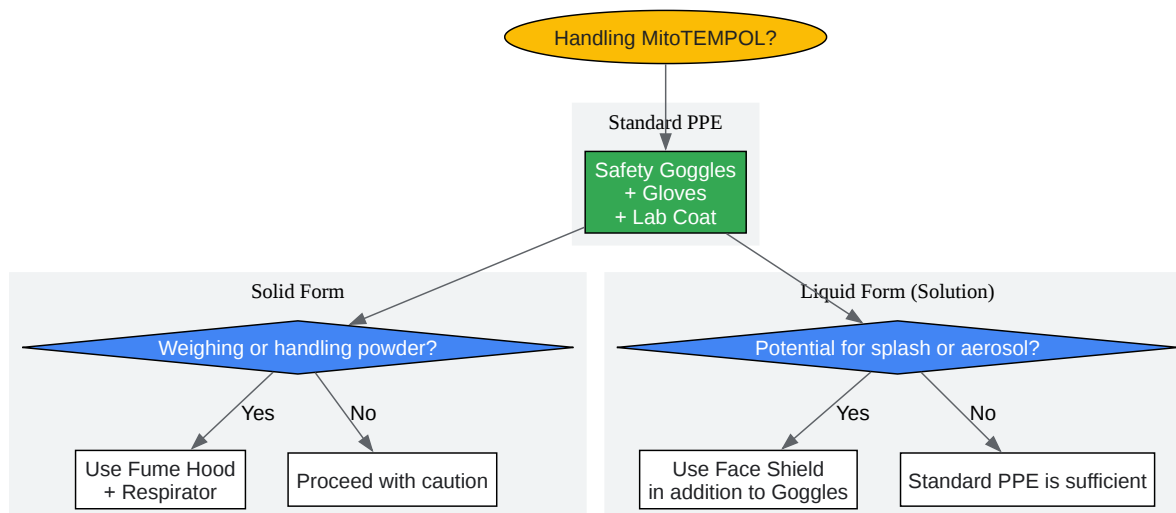 Handling MitoTEMPOL?
Standard PPE
Safety Goggles
+ Gloves
+ Lab Coat
Solid Form
Weighing or handling powder?
Yes
No
Use Fume Hood
+ Respirator
Proceed with caution
Liquid Form (Solution)
Potential for splash or aerosol?
Yes
No
Use Face Shield
in addition to Goggles
Standard PPE is sufficient